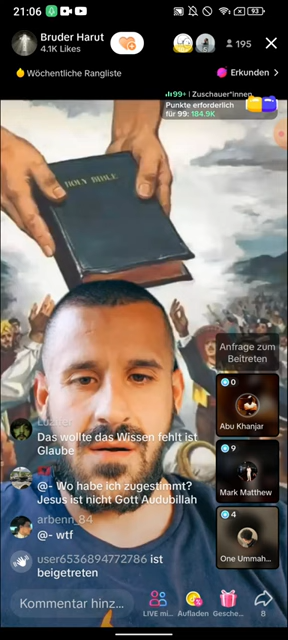 21:06
93
Bruder Harut
4.1K Likes
195
Wöchentliche Rangliste
Erkunden
99+ | Zuschauer*innen
Punkte erforderlich
für 99: 184.9K
HOLY BIBLE
Anfrage zum
Beitreten
0
Abu Khanjar
9
Mark Matthew
4
One Ummah...
Das wollte das Wissen fehlt ist
Glaube
@- Wo habe ich zugestimmt?
Jesus ist nicht Gott Audubillah
arbenn_84
@- wtf
user6536894772786 ist
beigetreten
Kommentar hinz...
LIVE mi...
Aufladen
Gesche...
8